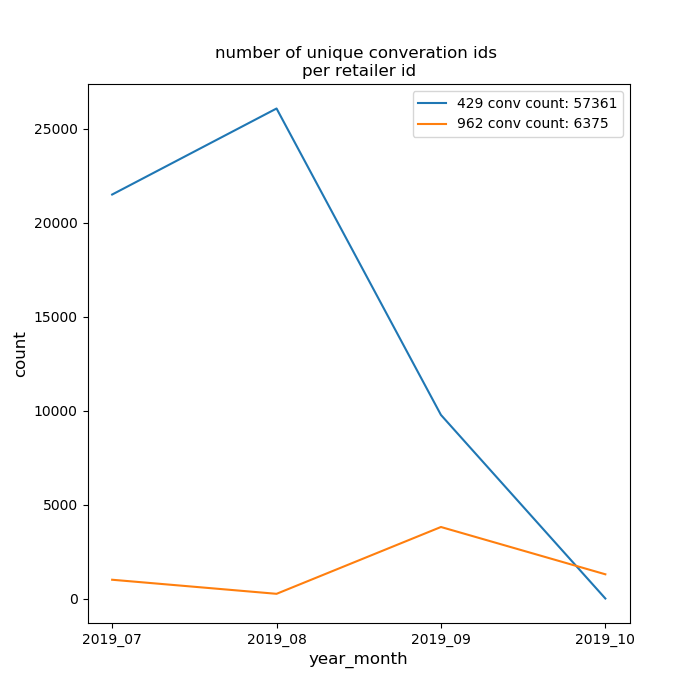 number of unique converation ids
per retailer id
429 conv count: 57361
962 conv count: 6375
count
25000
20000
15000
10000
5000
0
2019_07 2019_08 2019_09 2019_10
year_month